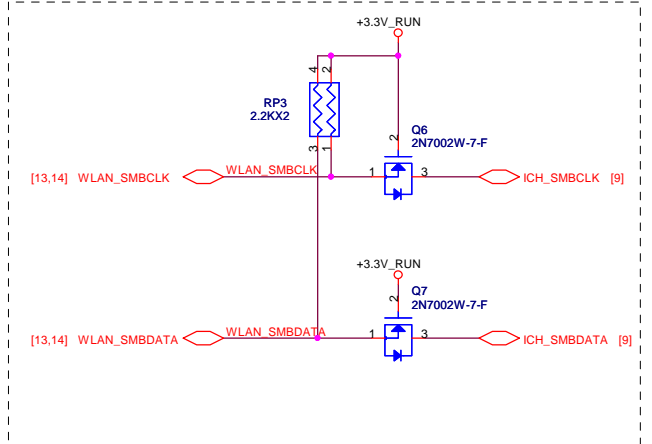 +3.3V_RUN
4 2
RP3
2.2KX2
3 1
Q6
2N7002W-7-F
2
[13,14] WLAN_SMBCLK
WLAN_SMBCLK
1 3
ICH_SMBCLK [9]
+3.3V_RUN
Q7
2N7002W-7-F
2
[13,14] WLAN_SMBDATA
WLAN_SMBDATA
1 3
ICH_SMBDATA [9]